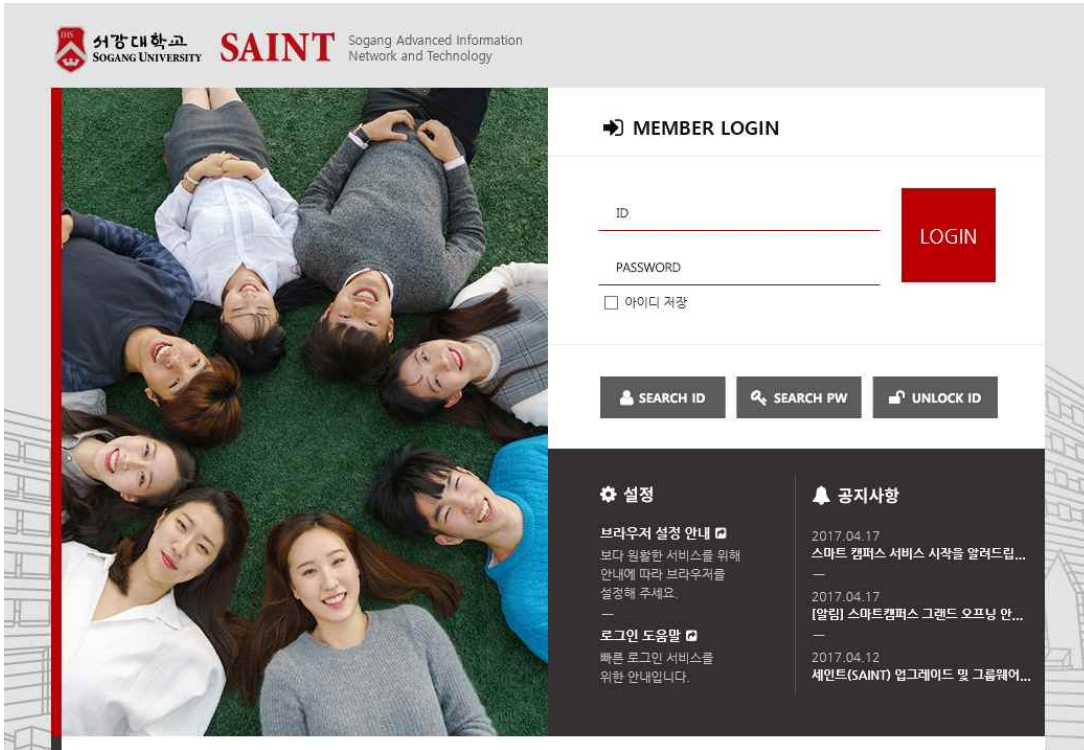 IHS
서강대학교
SOGANG UNIVERSITY
SAINT
Sogang Advanced Information
Network and Technology
MEMBER LOGIN
ID
PASSWORD
LOGIN
아이디 저장
SEARCH ID
SEARCH PW
UNLOCK ID
설정
브라우저 설정 안내
보다 원활한 서비스를 위해
안내에 따라 브라우저를
설정해 주세요.
로그인 도움말
빠른 로그인 서비스를
위한 안내입니다.
공지사항
2017.04.17
스마트 캠퍼스 서비스 시작을 알려드립...
2017.04.17
[알림] 스마트캠퍼스 그랜드 오프닝 안...
2017.04.12
세인트(SAINT) 업그레이드 및 그룹웨어...